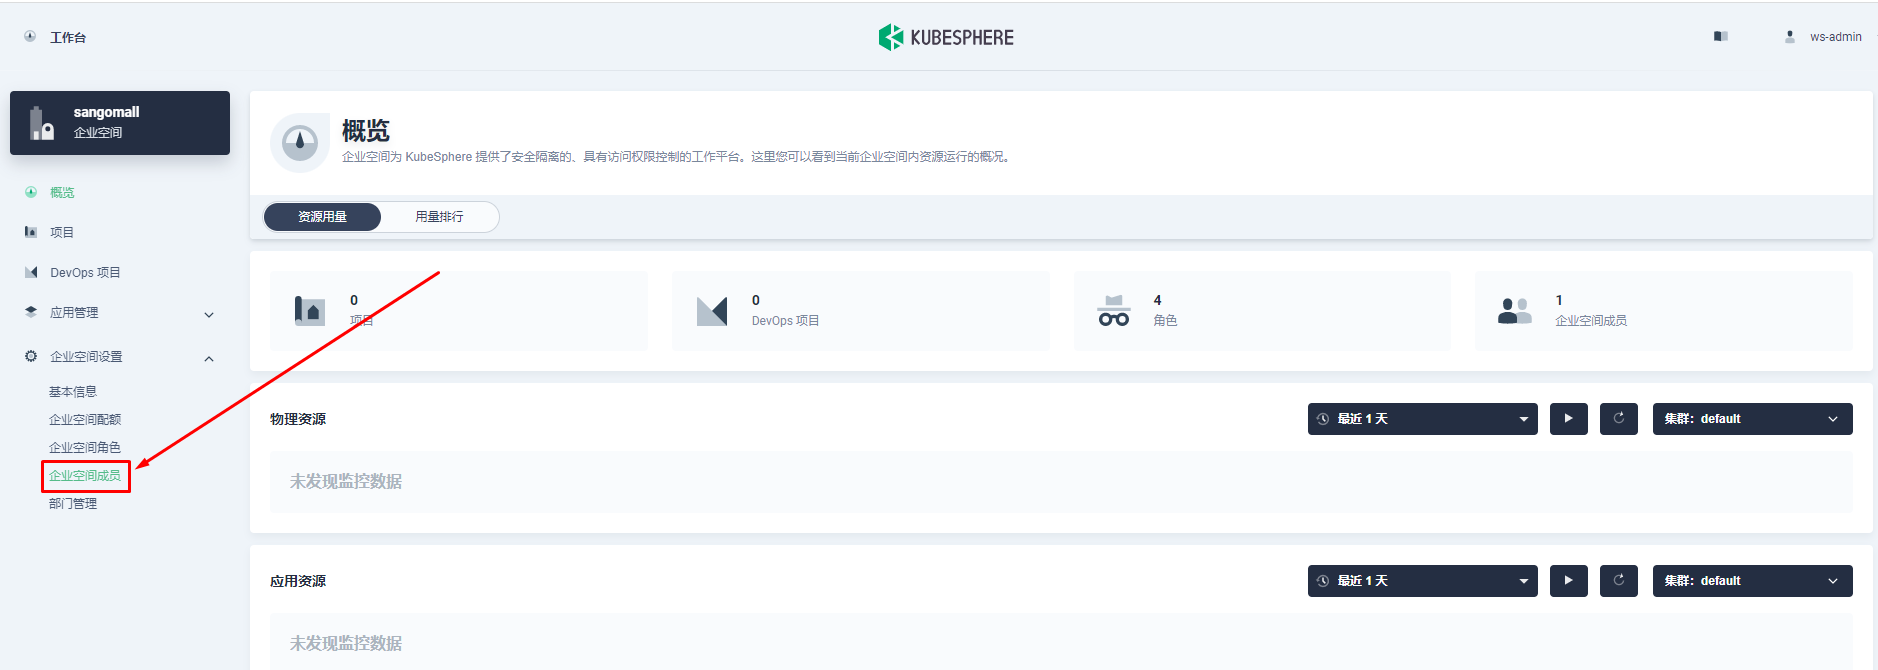 工作台
KUBESPHERE
ws-admin
sangomall
企业空间
概览
项目
DevOps 项目
应用管理
企业空间设置
基本信息
企业空间配额
企业空间角色
企业空间成员
部门管理
概览
企业空间为 KubeSphere 提供了安全隔离的、具有访问权限控制的工作平台。这里您可以看到当前企业空间内资源运行的概况。
资源用量
用量排行
0
项目
0
DevOps 项目
4
角色
1
企业空间成员
物理资源
最近 1 天
集群: default
未发现监控数据
应用资源
最近 1 天
集群: default
未发现监控数据